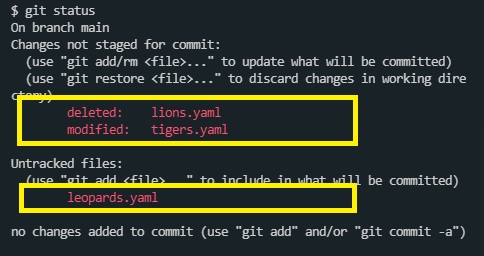 $ git status
On branch main
Changes not staged for commit:
(use "git add/rm <file>..." to update what will be committed)
(use "git restore <file>..." to discard changes in working dire
ctory)
deleted: lions.yaml
modified: tigers.yaml
Untracked files:
(use "git add <file>..." to include in what will be committed)
leopards.yaml
no changes added to commit (use "git add" and/or "git commit -a")